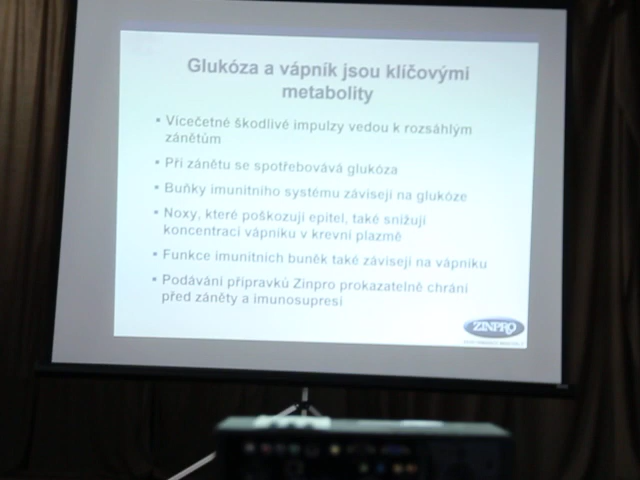 Glukóza a vápník jsou klíčovými
metabolity
▪ Vícečetné škodlivé impulzy vedou k rozsáhlým
zánětům
▪ Při zánětu se spotřebovává glukóza
▪ Buňky imunitního systému závisejí na glukóze
▪ Noxy, které poškozují epitel, také snižují
koncentraci vápníku v krevní plazmě
▪ Funkce imunitních buněk také závisejí na vápníku
▪ Podávání přípravků Zinpro prokazatelně chrání
před záněty a imunosupresí
ZINPRO